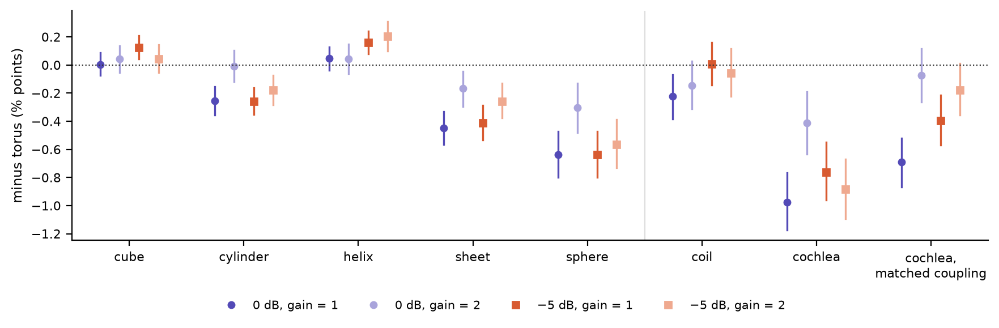 minus torus (% points)
0.2
0.0
−0.2
−0.4
−0.6
−0.8
−1.0
−1.2
cube
cylinder
helix
sheet
sphere
coil
cochlea
cochlea,
matched coupling
0 dB, gain = 1
0 dB, gain = 2
−5 dB, gain = 1
−5 dB, gain = 2